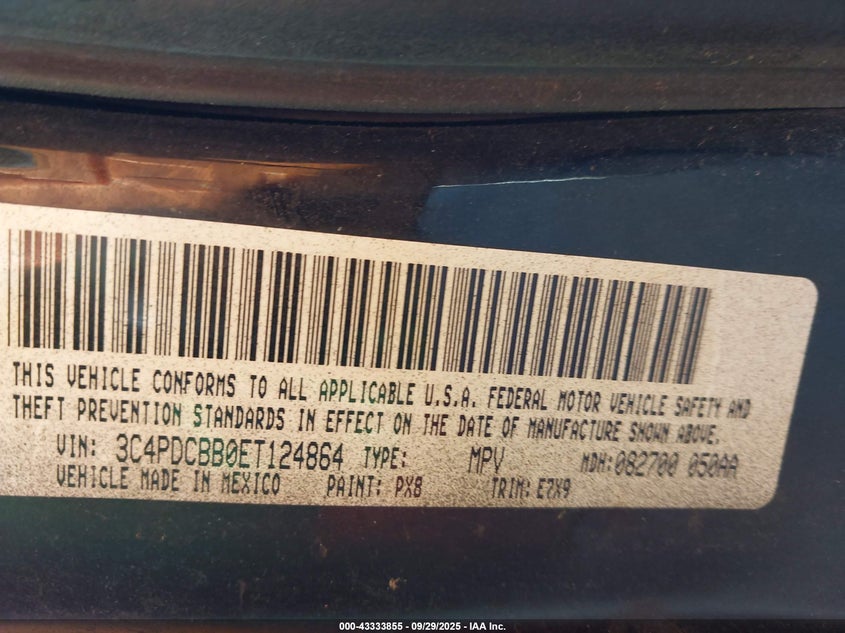 THIS VEHICLE CONFORMS TO ALL APPLICABLE U.S.A. FEDERAL MOTOR VEHICLE SAFETY AND
THEFT PREVENTION STANDARDS IN EFFECT ON THE DATE OF MANUFACTURE SHOWN ABOVE.
VIN: 3C4PDCBB0ET124864 TYPE: MPV MDH:082700 050AA
VEHICLE MADE IN MEXICO PAINT: PX8 TRIM: E7X9
000-43333855 - 09/29/2025 - IAA Inc.